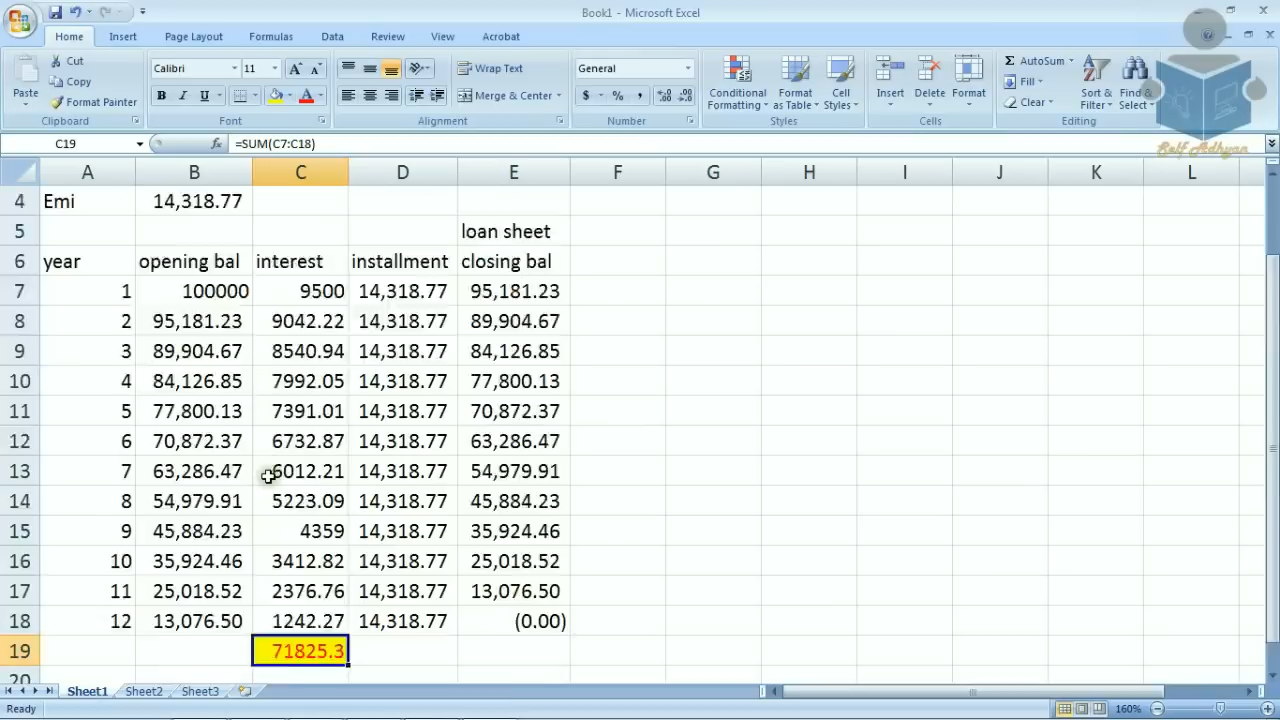 Book1 - Microsoft Excel
Home Insert Page Layout Formulas Data Review View Acrobat
Paste Cut Copy Format Painter
Calibri 11 A A
B I U A
Wrap Text
Merge & Center
General
$ % ,
Conditional Formatting Format as Table Cell Styles
Insert Delete Format
Σ AutoSum Fill Clear
Sort & Filter Find & Select
Clipboard Font Alignment Number Styles Cells Editing
Self Adhyan
C19 fx =SUM(C7:C18)
A B C D E F G H I J K L
4 Emi 14,318.77
5 loan sheet
6 year opening bal interest installment closing bal
7 1 100000 9500 14,318.77 95,181.23
8 2 95,181.23 9042.22 14,318.77 89,904.67
9 3 89,904.67 8540.94 14,318.77 84,126.85
10 4 84,126.85 7992.05 14,318.77 77,800.13
11 5 77,800.13 7391.01 14,318.77 70,872.37
12 6 70,872.37 6732.87 14,318.77 63,286.47
13 7 63,286.47 6012.21 14,318.77 54,979.91
14 8 54,979.91 5223.09 14,318.77 45,884.23
15 9 45,884.23 4359 14,318.77 35,924.46
16 10 35,924.46 3412.82 14,318.77 25,018.52
17 11 25,018.52 2376.76 14,318.77 13,076.50
18 12 13,076.50 1242.27 14,318.77 (0.00)
19 71825.3
20
Sheet1 Sheet2 Sheet3
Ready 160%